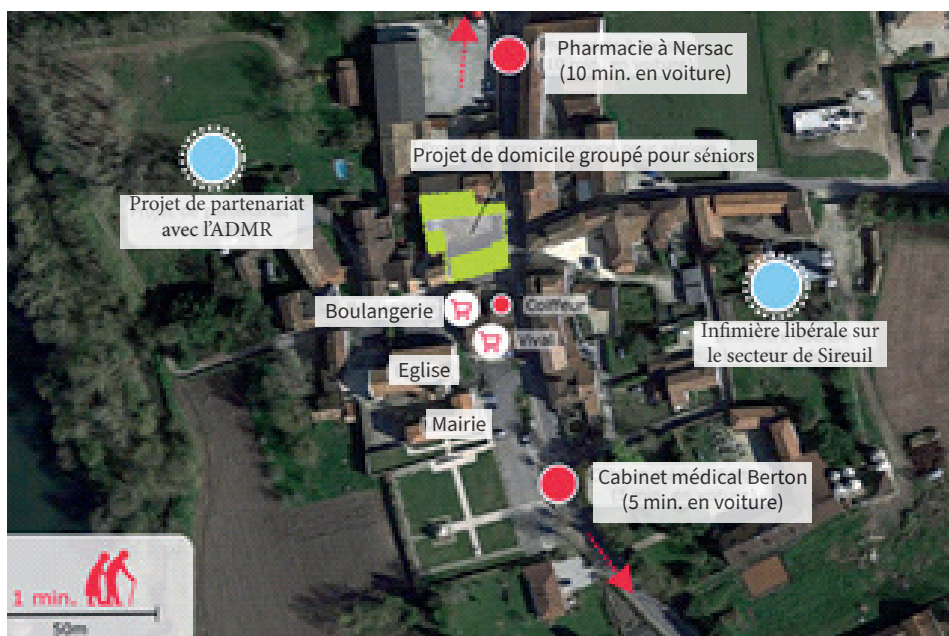 Pharmacie à Nersac
(10 min. en voiture)
Projet de domicile groupé pour séniors
Projet de partenariat
avec l'ADMR
Boulangerie
Coiffeur
Vival
Infimière libérale sur
le secteur de Sireuil
Eglise
Mairie
Cabinet médical Berton
(5 min. en voiture)
1 min.
50m